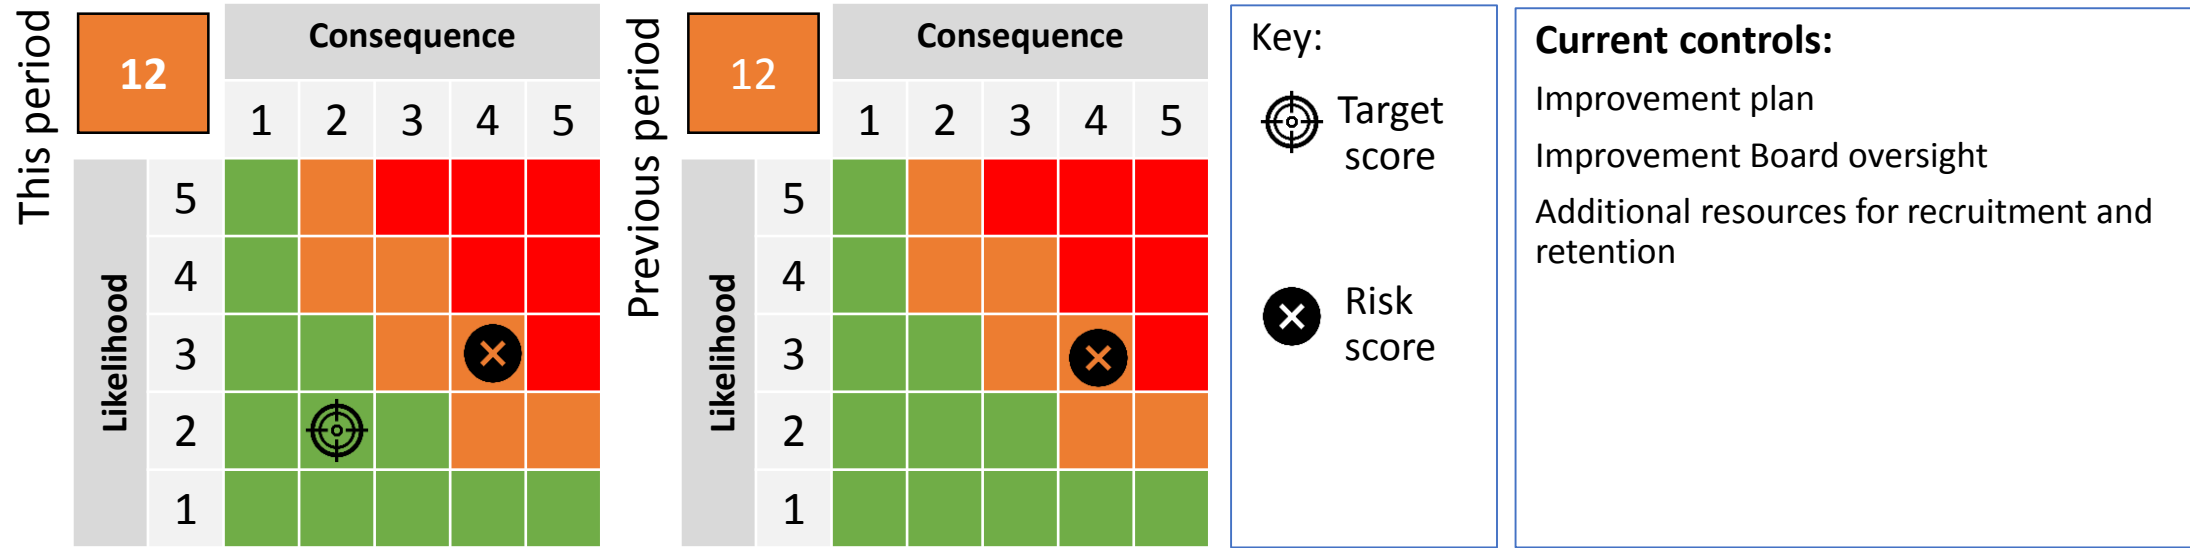 This period
12
Consequence
1 2 3 4 5
Likelihood
5
4
3
2
1
Previous period
12
Consequence
1 2 3 4 5
Likelihood
5
4
3
2
1
Key:
Target
score
Risk
score
Current controls:
Improvement plan
Improvement Board oversight
Additional resources for recruitment and
retention